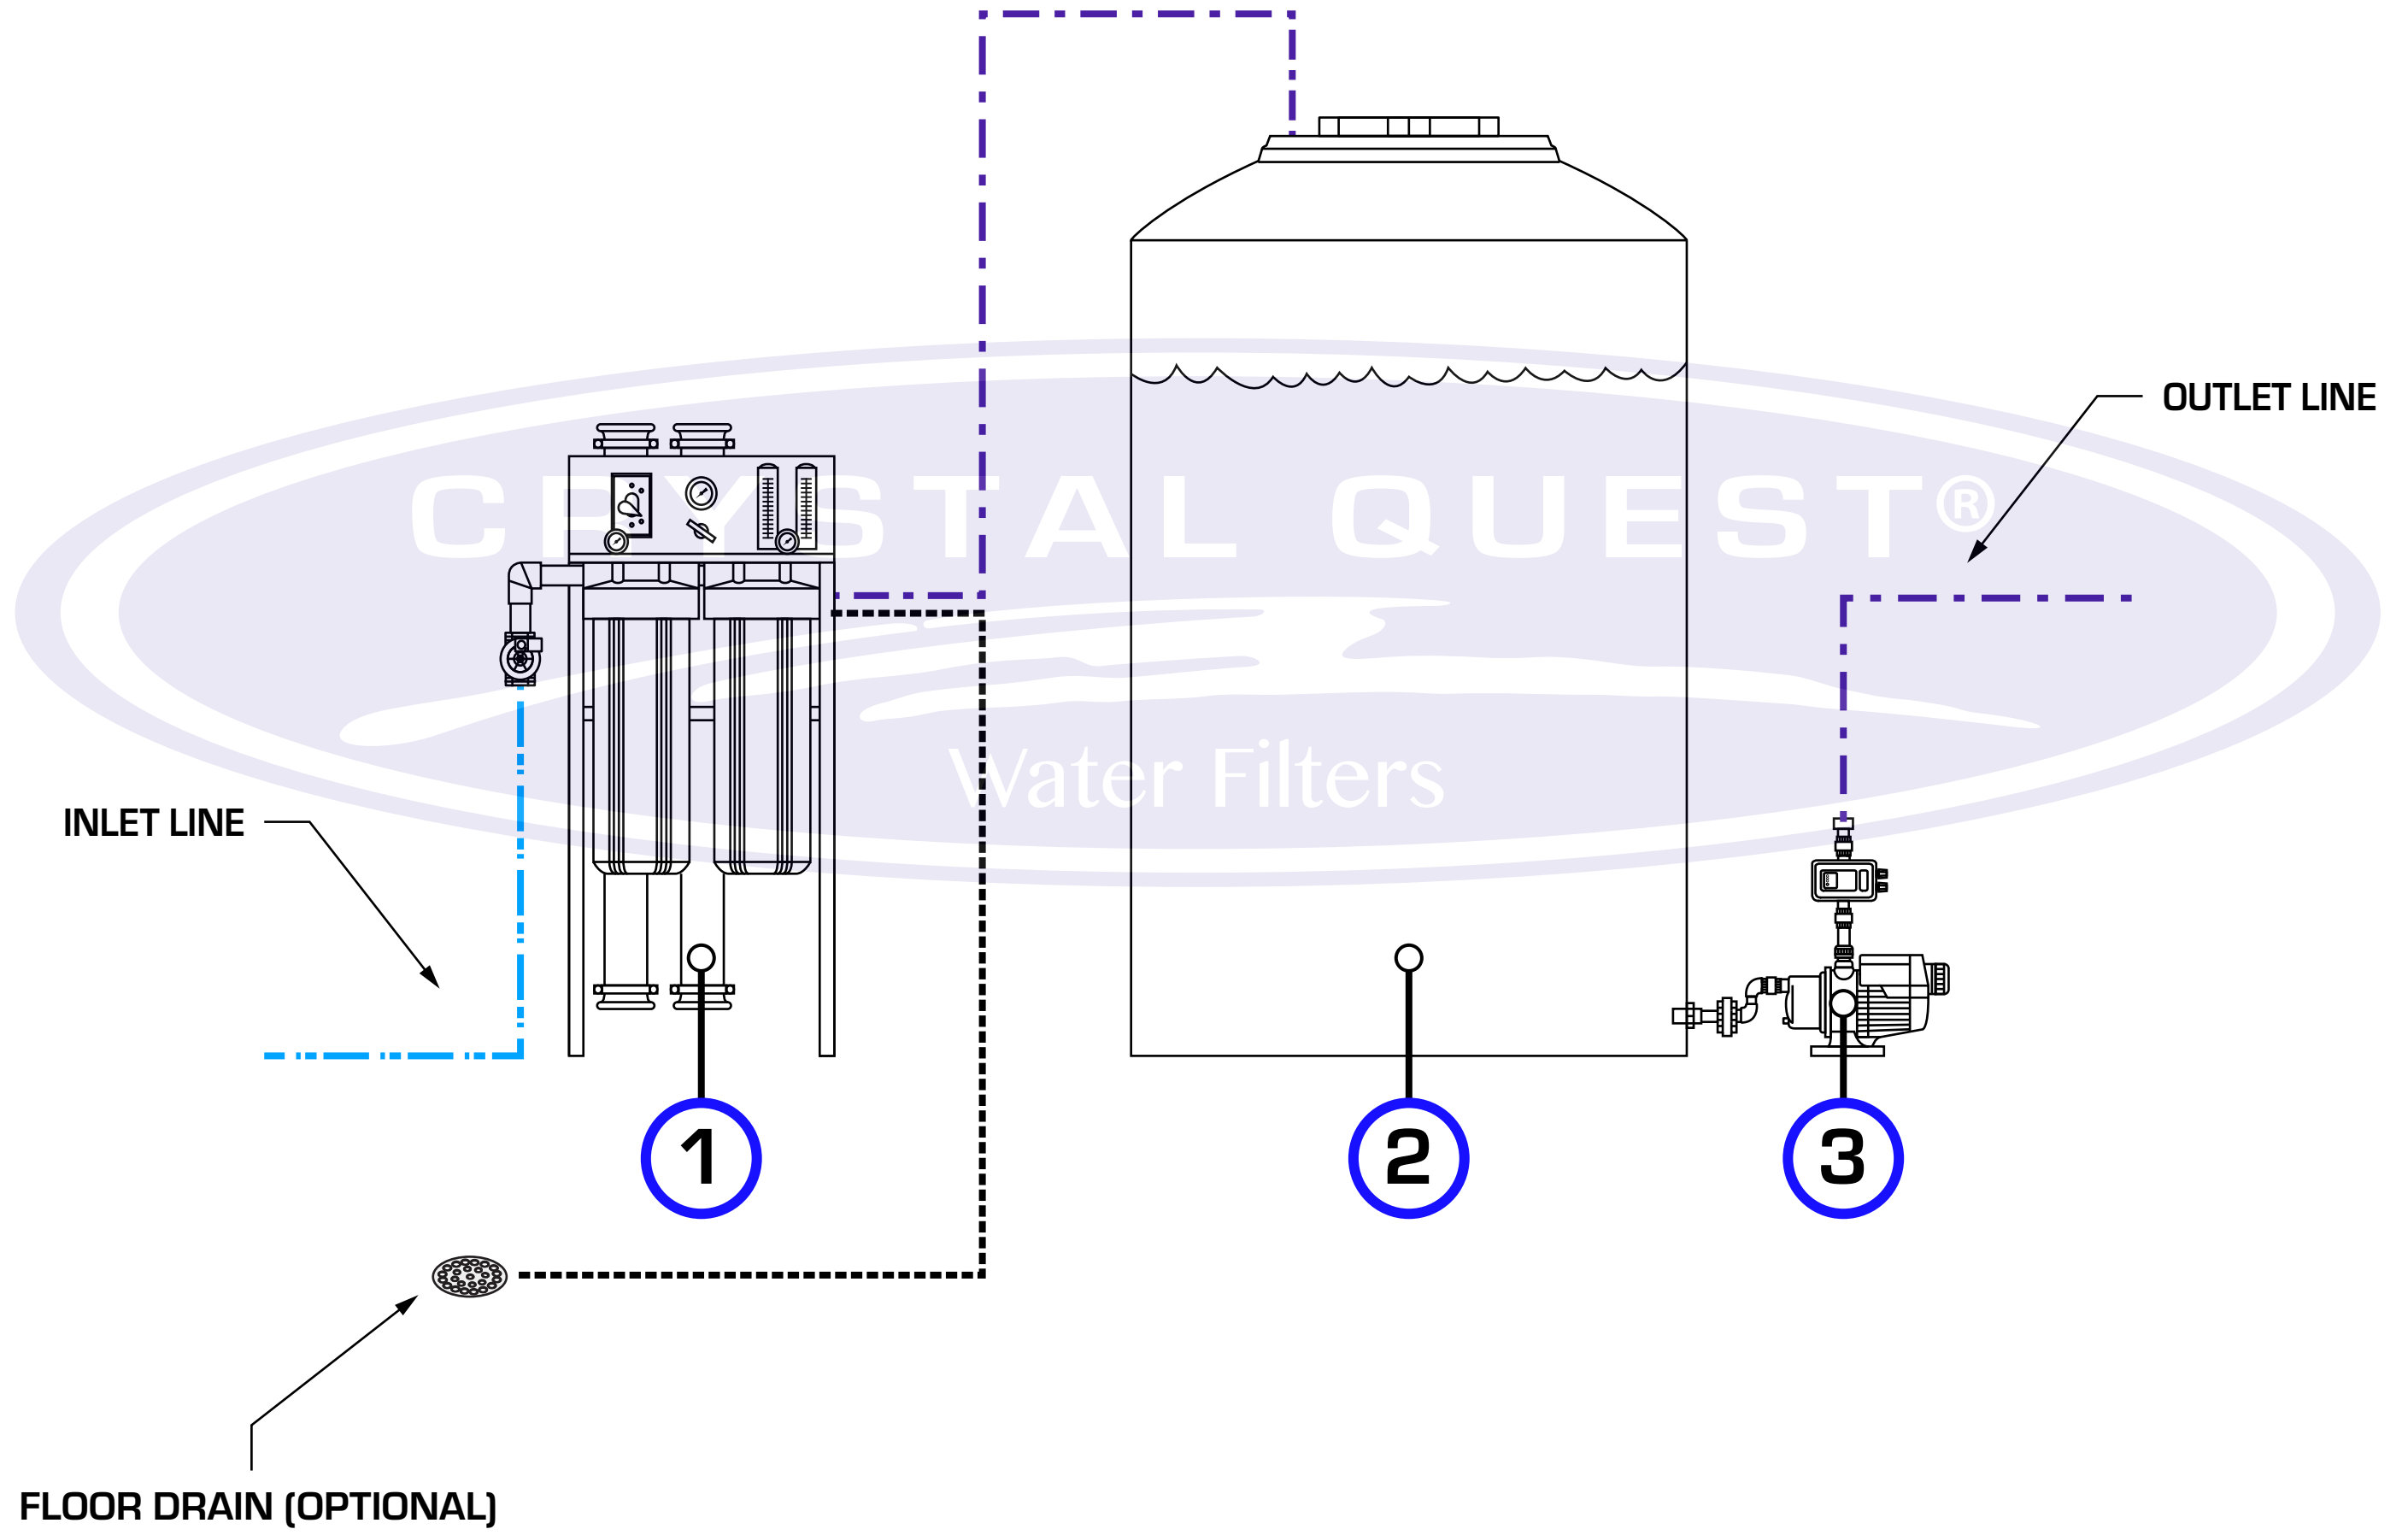 OUTLET LINE
CRYSTAL QUEST®
Water Filters
INLET LINE
1
2
3
FLOOR DRAIN (OPTIONAL)